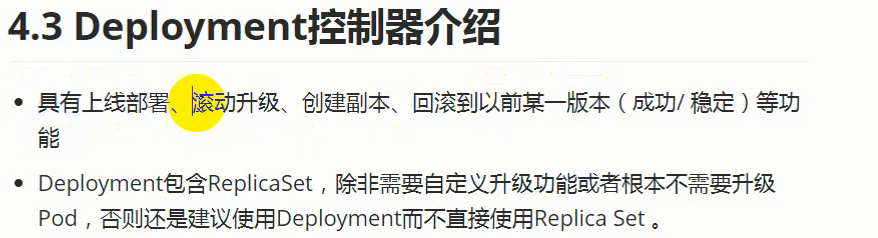 4.3 Deployment控制器介绍
具有上线部署、滚动升级、创建副本、回滚到以前某一版本（成功/ 稳定）等功
能
Deployment包含ReplicaSet，除非需要自定义升级功能或者根本不需要升级
Pod，否则还是建议使用Deployment而不直接使用Replica Set 。